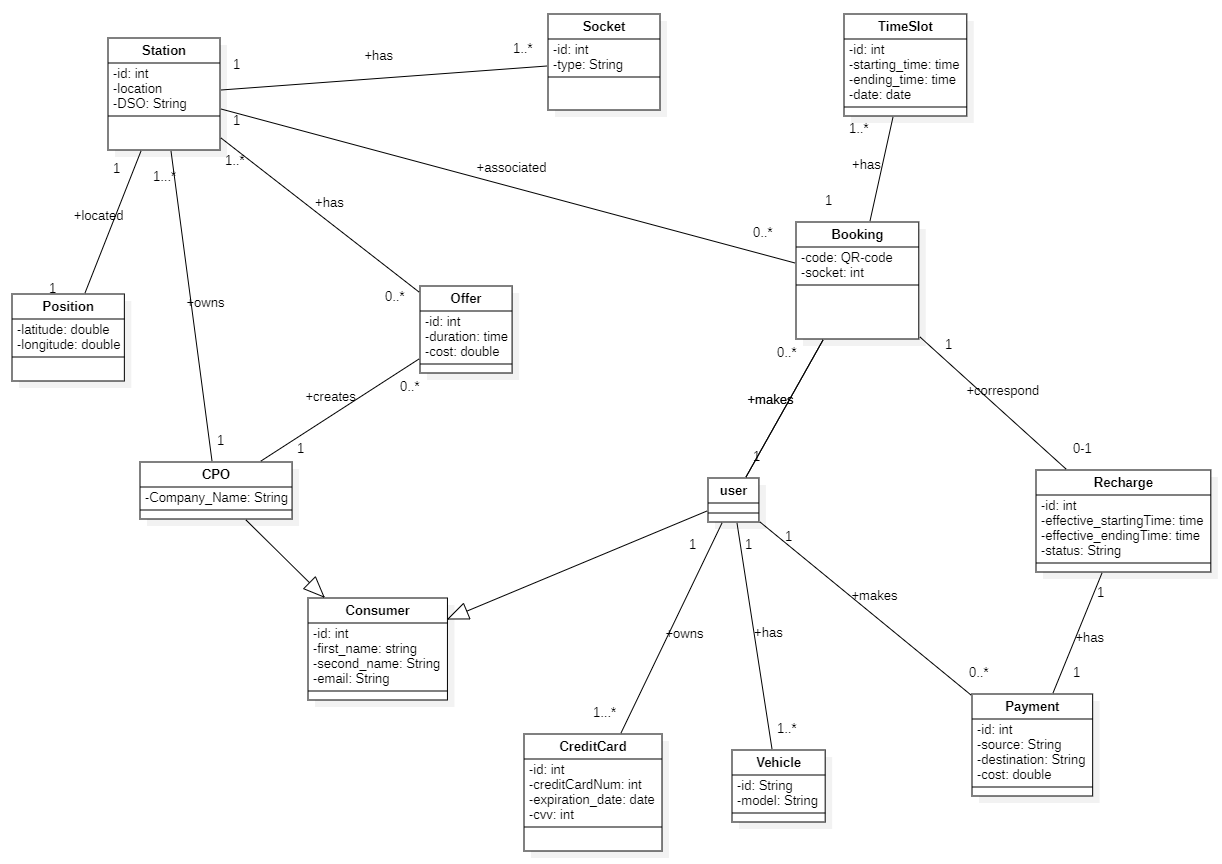 Station
-id: int
-location
-DSO: String
Socket
-id: int
-type: String
TimeSlot
-id: int
-starting_time: time
-ending_time: time
-date: date
1
+has
1..*
1
+associated
0..*
1..*
+has
1
1
+located
1
1...*
+owns
1
1..*
+has
0..*
Position
-latitude: double
-longitude: double
Offer
-id: int
-duration: time
-cost: double
Booking
-code: QR-code
-socket: int
0..*
+creates
1
0..*
+makes
1
1
+correspond
0-1
CPO
-Company_Name: String
user
Recharge
-id: int
-effective_startingTime: time
-effective_endingTime: time
-status: String
Consumer
-id: int
-first_name: string
-second_name: String
-email: String
1
+owns
1...*
1
+has
1..*
1
+makes
0..*
1
+has
1
CreditCard
-id: int
-creditCardNum: int
-expiration_date: date
-cvv: int
Vehicle
-id: String
-model: String
Payment
-id: int
-source: String
-destination: String
-cost: double